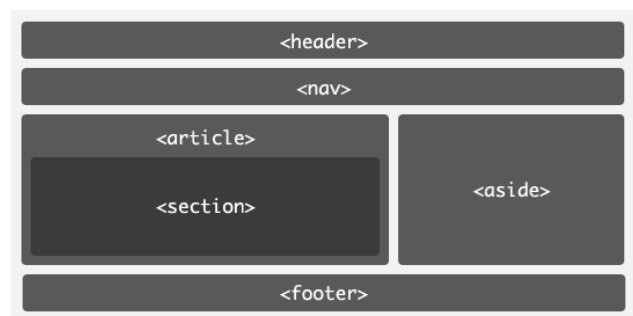 <header>
<nav>
<article>
<section>
<aside>
<footer>